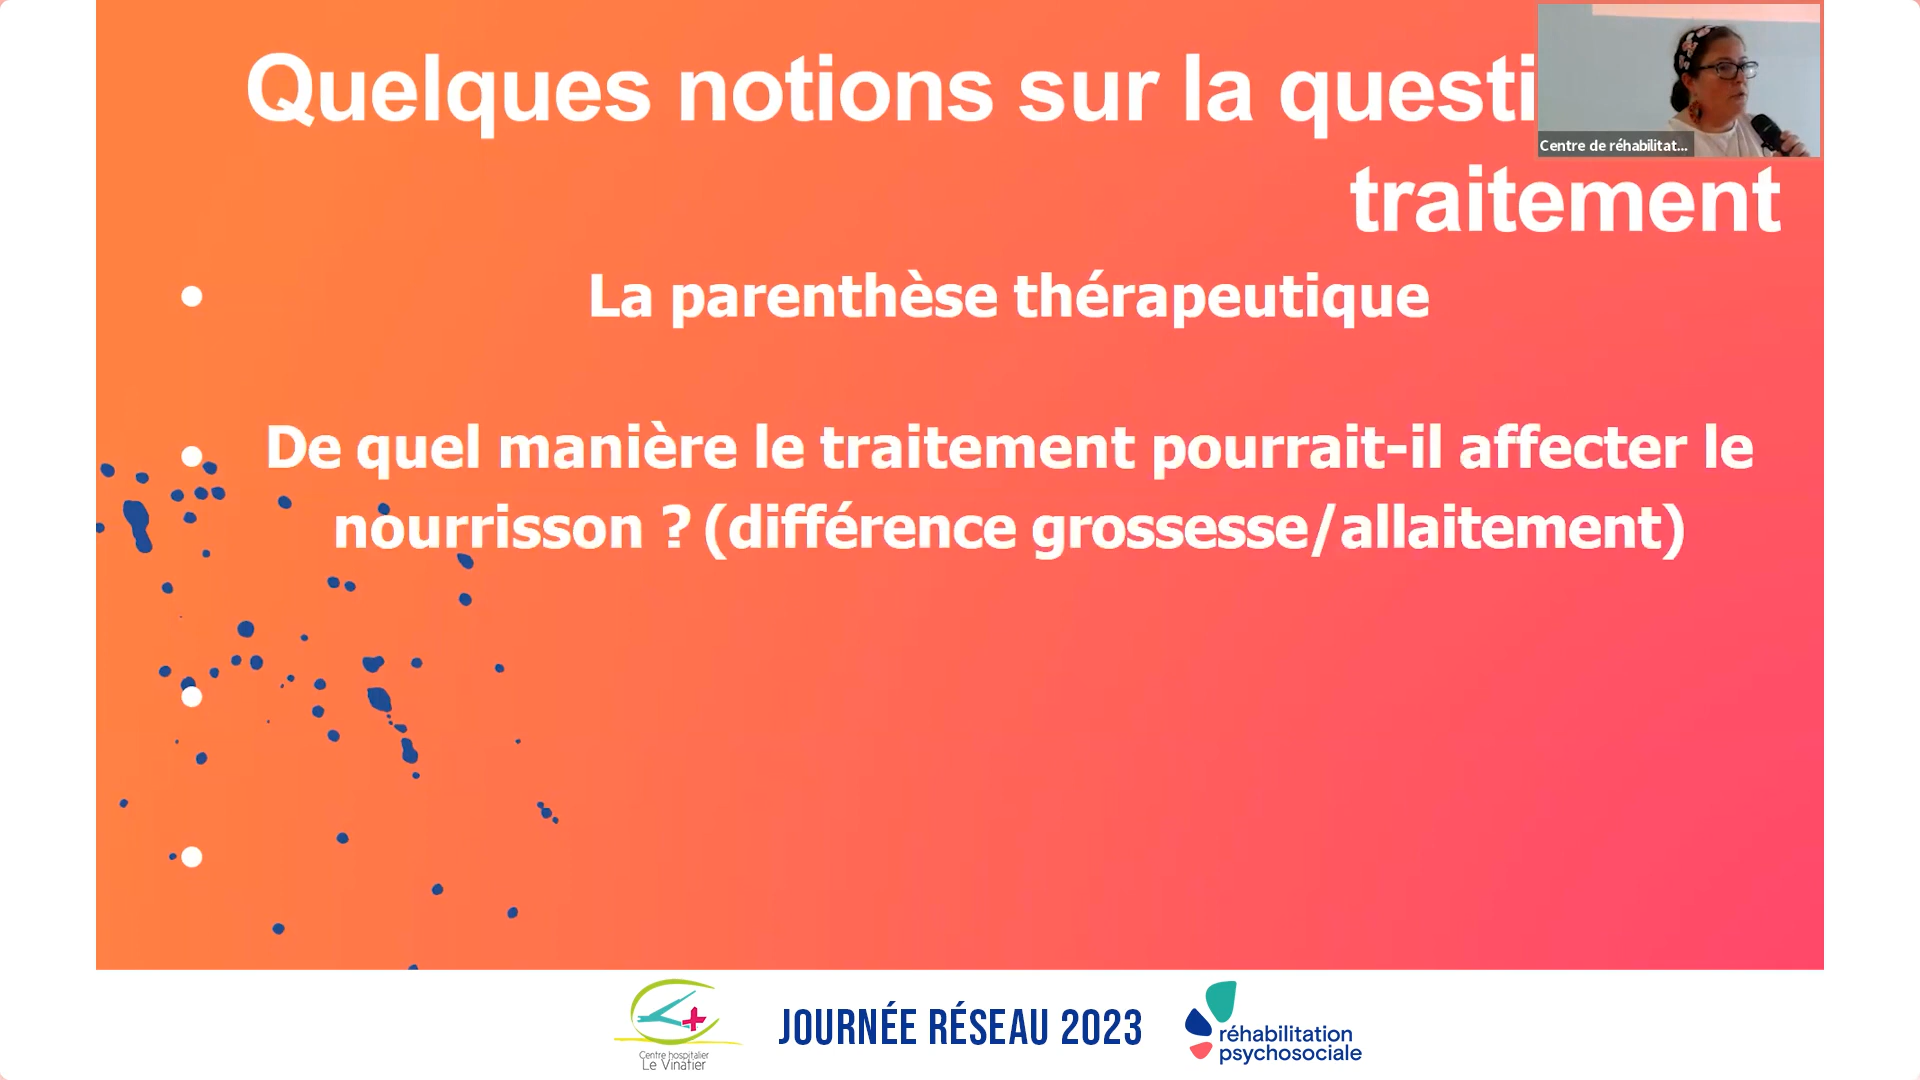 Quelques notions sur la questi
traitement
Centre de réhabilitat...
La parenthèse thérapeutique
De quel manière le traitement pourrait-il affecter le
nourrisson ? (différence grossesse/allaitement)
Centre hospitalier
Le Vinatier
JOURNÉE RÉSEAU 2023
réhabilitation
psychosociale